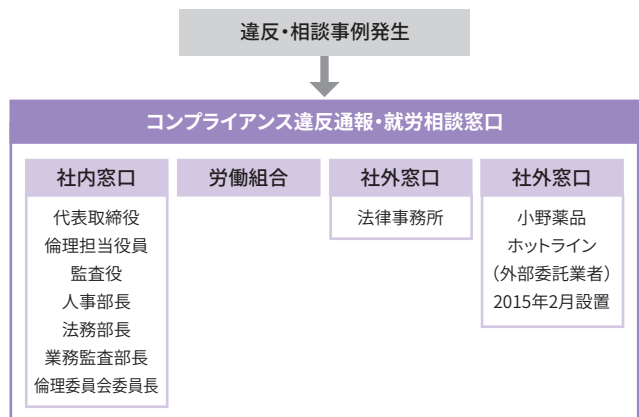 違反・相談事例発生
コンプライアンス違反通報・就労相談窓口
社内窓口
代表取締役
倫理担当役員
監査役
人事部長
法務部長
業務監査部長
倫理委員会委員長
労働組合
社外窓口
法律事務所
社外窓口
小野薬品
ホットライン
（外部委託業者）
2015年2月設置